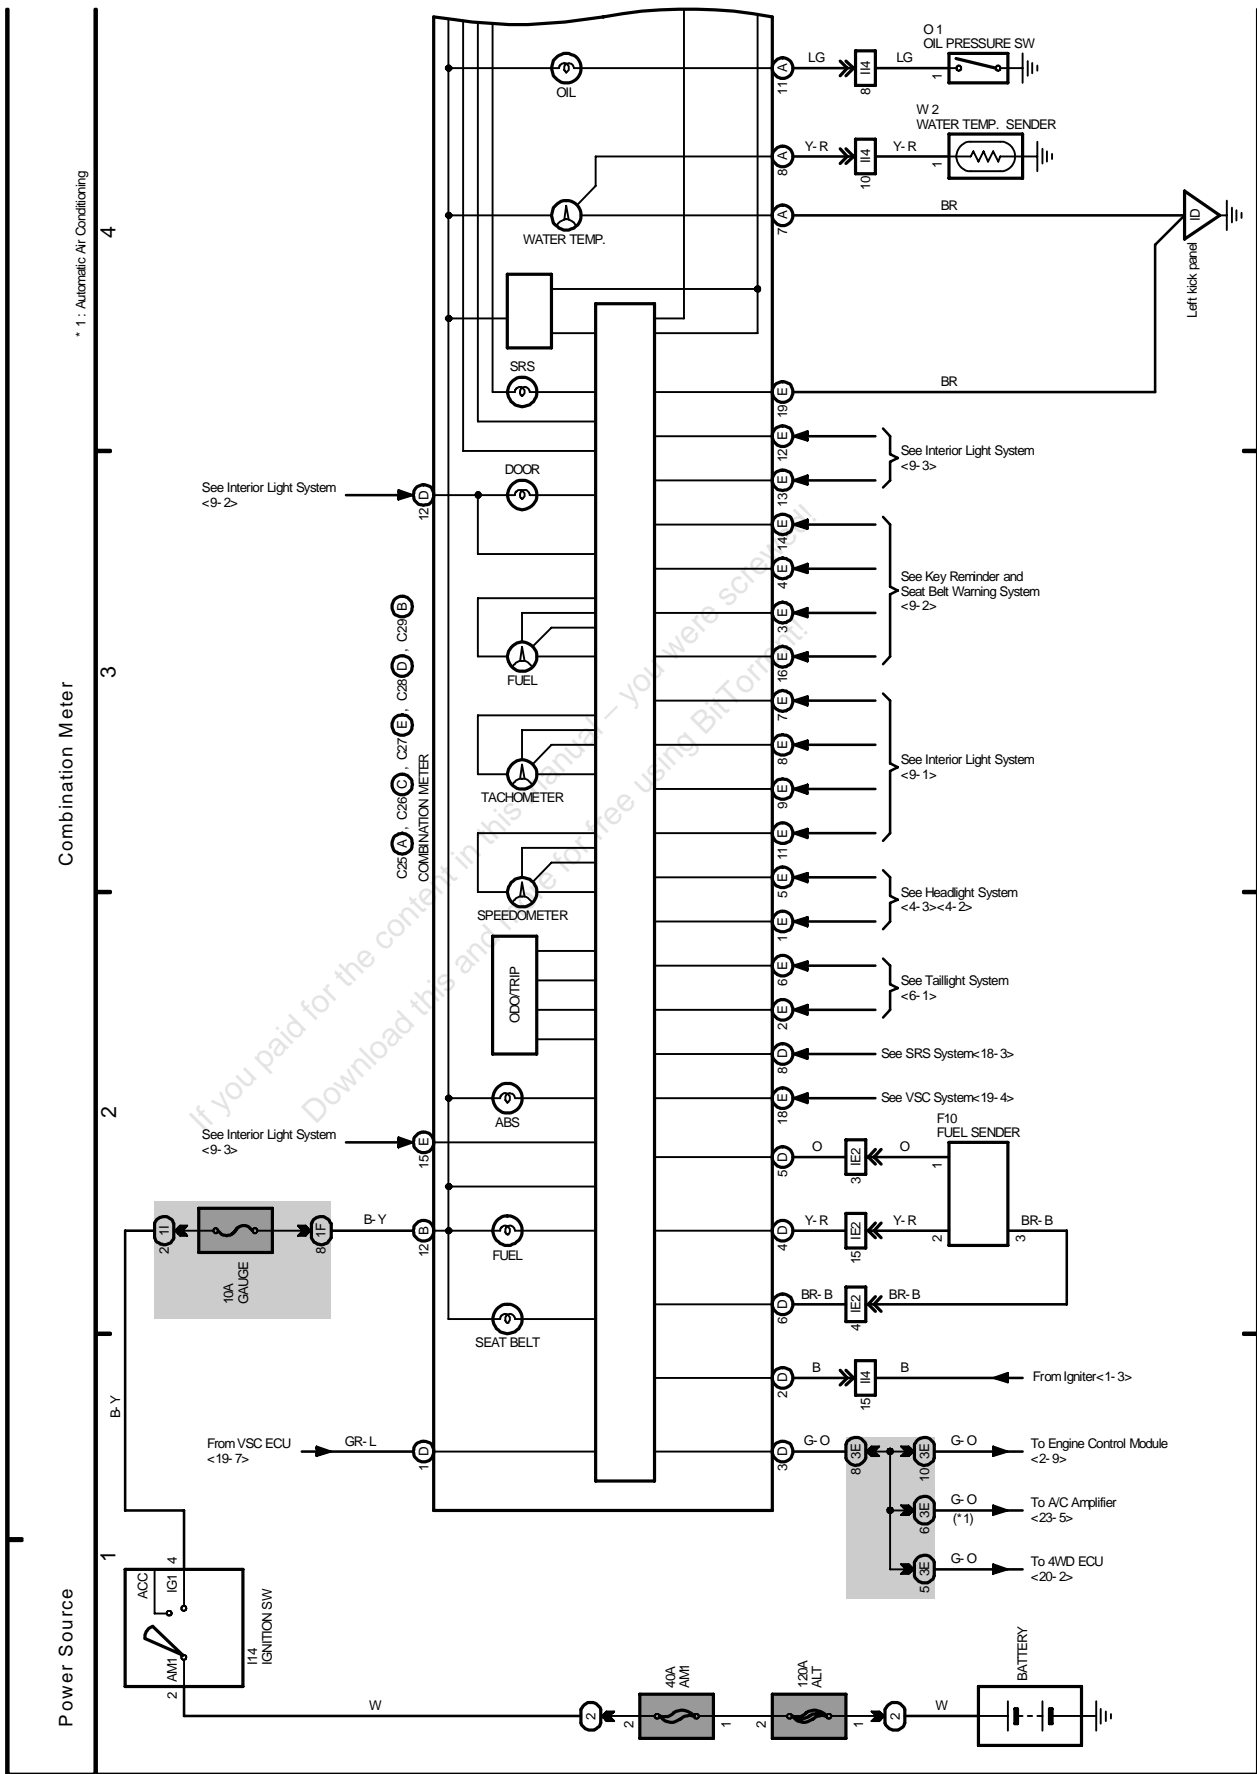 Power Source
Combination Meter
1
2
3
4
* 1 : Automatic Air Conditioning
ACC
IG1
4
AM1
2
I14
IGNITION SW
B- Y
W
2
2
40A
AM1
1
2
120A
ALT
1
2
W
BATTERY
2
1I
10A
GAUGE
8
1F
B- Y
12
B
See Interior Light System
<9- 3>
15
E
From VSC ECU
<19- 7>
GR- L
1
D
See Interior Light System
<9- 2>
12
D
C25 A , C26 C , C27 E , C28 D , C29 B
COMBINATION METER
SEAT BELT
FUEL
ABS
ODO/TRIP
SPEEDOMETER
TACHOMETER
FUEL
DOOR
SRS
WATER TEMP.
OIL
11
A
LG
8
II4
LG
1
O 1
OIL PRESSURE SW
8
A
Y- R
10
II4
Y- R
1
W 2
WATER TEMP. SENDER
7
A
BR
ID
Left kick panel
19
E
BR
12
E
13
E
See Interior Light System
<9- 3>
14
E
4
E
3
E
16
E
See Key Reminder and
Seat Belt Warning System
<9- 2>
7
E
8
E
9
E
11
E
See Interior Light System
<9- 1>
5
E
1
E
See Headlight System
<4- 3><4- 2>
6
E
2
E
See Taillight System
<6- 1>
8
D
See SRS System<18- 3>
18
E
See VSC System<19- 4>
5
D
O
3
IE2
O
1
F10
FUEL SENDER
4
D
Y- R
15
IE2
Y- R
2
3
BR- B
6
D
BR- B
4
IE2
BR- B
2
D
B
15
II4
B
From Igniter<1- 3>
3
D
G- O
8
3E
10
3E
G- O
To Engine Control Module
<2- 9>
6
3E
G- O
(* 1)
To A/C Amplifier
<23- 5>
5
3E
G- O
To 4WD ECU
<20- 2>
If you paid for the content in this manual – you were screwed!!
Download this and more for free using BitTorrent!